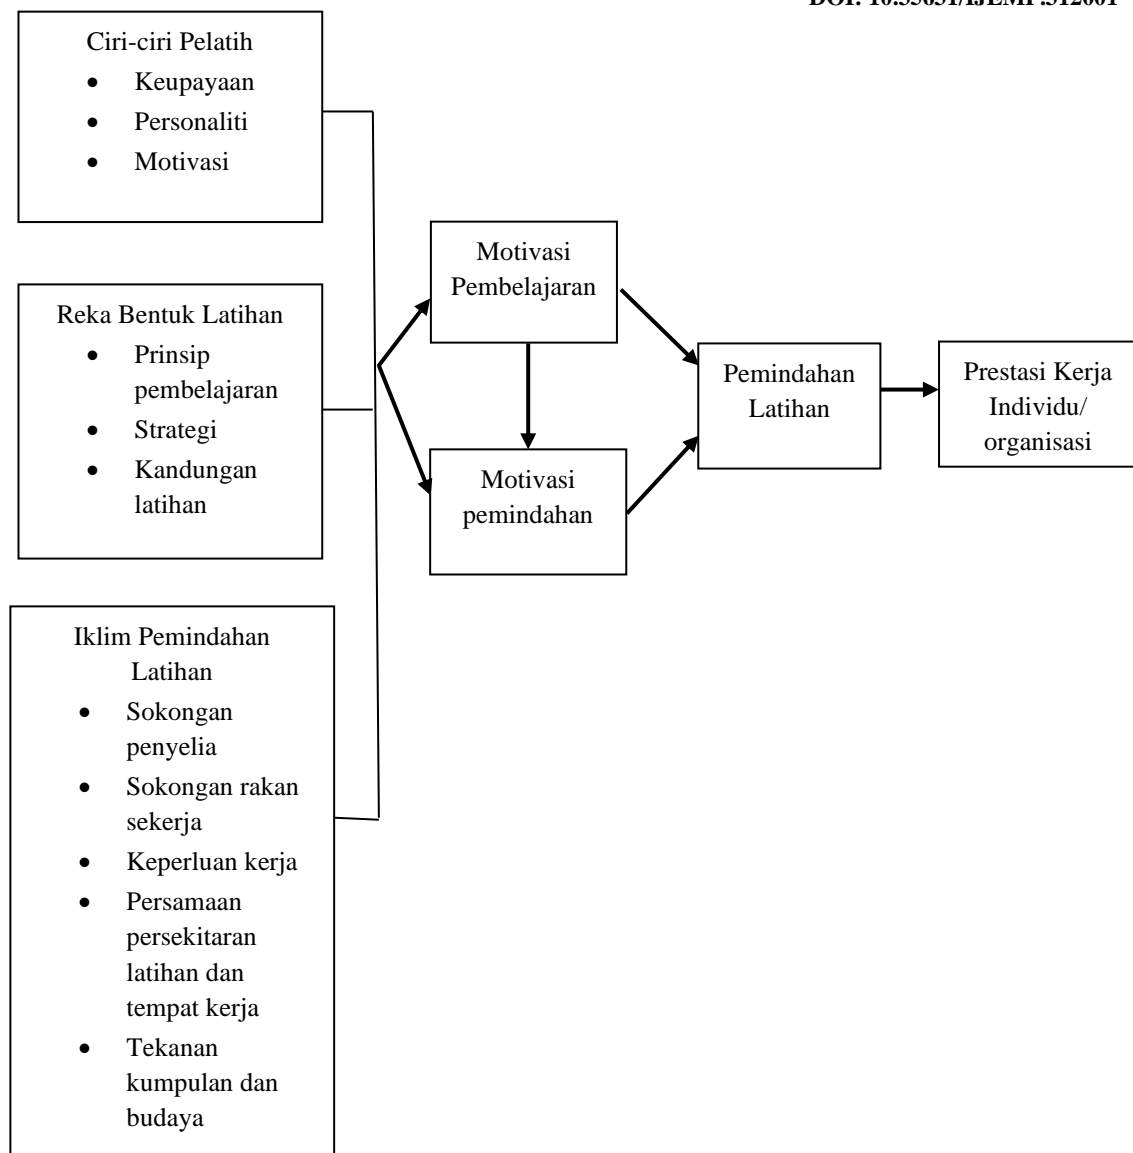 Ciri-ciri Pelatih
• Keupayaan
• Personaliti
• Motivasi
Reka Bentuk Latihan
• Prinsip
pembelajaran
• Strategi
• Kandungan
latihan
Iklim Pemindahan
Latihan
• Sokongan
penyelia
• Sokongan rakan
sekerja
• Keperluan kerja
• Persamaan
persekitaran
latihan dan
tempat kerja
• Tekanan
kumpulan dan
budaya
Motivasi
Pembelajaran
Motivasi
pemindahan
Pemindahan
Latihan
Prestasi Kerja
Individu/
organisasi